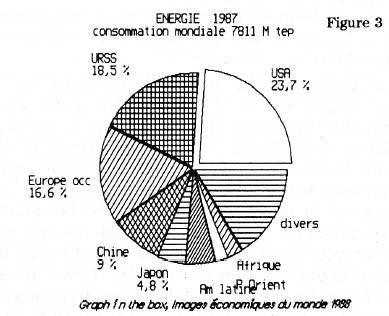 ENERGIE 1987
consommation mondiale 7811 M tep
Figure 3
URSS
18,5 %
USA
23,7 %
Europe occ
16,6 %
Chine
9 %
Japon
4,8 %
Am latine
P.Orient
Afrique
divers
Graph in the box, Images économiques du monde 1988